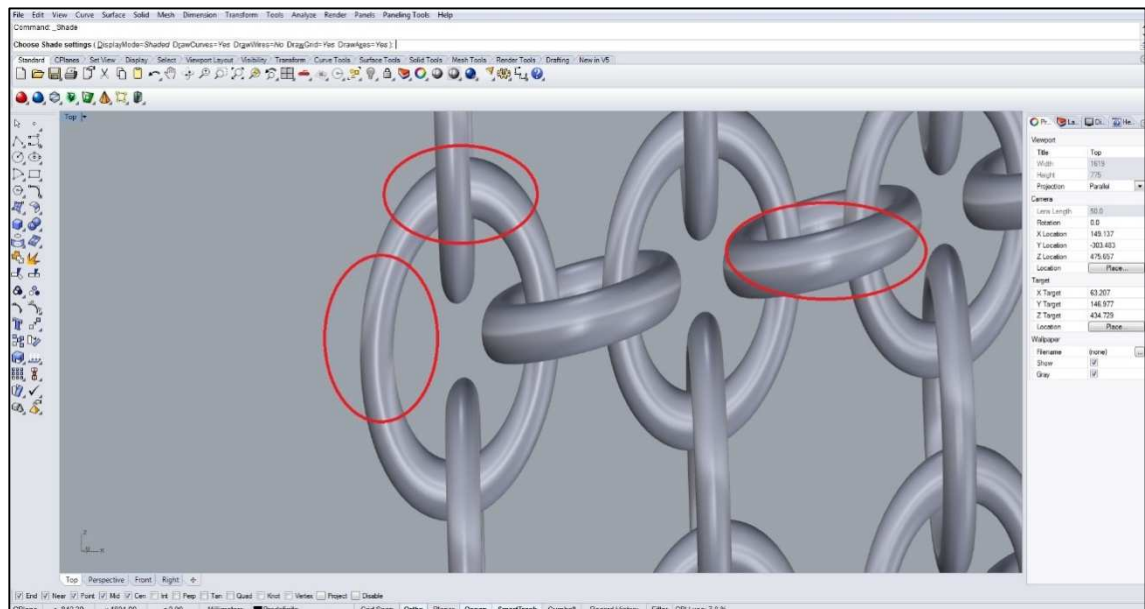 File Edit View Curve Surface Solid Mesh Dimension Transform Tools Analyze Render Panels Paneling Tools Help
Command: _Shade
Choose Shade settings ( DisplayMode=Shaded DrawCurves=Yes DrawWires=No DrawGrid=Yes DrawAxes=Yes ):
Standard CPlanes Set View Display Select Viewport Layout Visibility Transform Curve Tools Surface Tools Solid Tools Mesh Tools Render Tools Drafting New in V5
Top
Pr.. La.. Di.. He..
Viewport
Title Top
Width 1619
Height 775
Projection Parallel
Camera
Lens Length 50.0
Rotation 0.0
X Location 149.137
Y Location -303.483
Z Location 475.657
Location Place...
Target
X Target 63.207
Y Target 146.977
Z Target 434.729
Location Place...
Wallpaper
Filename (none) ...
Show
Gray
z
x
Top Perspective Front Right
End Near Point Mid Cen Int Perp Tan Quad Knot Vertex Project Disable
CPlane Millimeters Grid Snap Ortho Planar Osnap SmartTrack Gumball Record History Filter